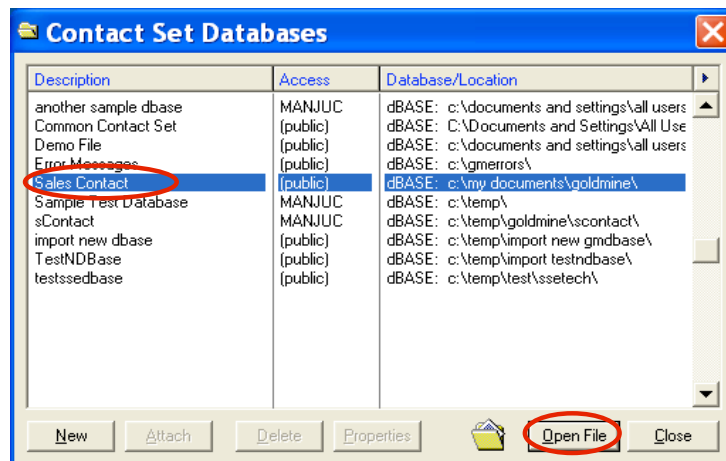 Contact Set Databases
Description Access Database/Location
another sample dbase MANJUC dBASE: c:\documents and settings\all users
Common Contact Set (public) dBASE: C:\Documents and Settings\All Use
Demo File (public) dBASE: c:\documents and settings\all users
Error Messages (public) dBASE: c:\gmerrors\
Sales Contact (public) dBASE: c:\my documents\goldmine\
Sample Test Database MANJUC dBASE: c:\temp\
sContact MANJUC dBASE: c:\temp\goldmine\scontact\
import new dbase (public) dBASE: c:\temp\import new gmdbase\
TestNDBase (public) dBASE: c:\temp\import testndbase\
testssedbase (public) dBASE: c:\temp\test\ssetech\
New Attach Delete Properties Open File Close